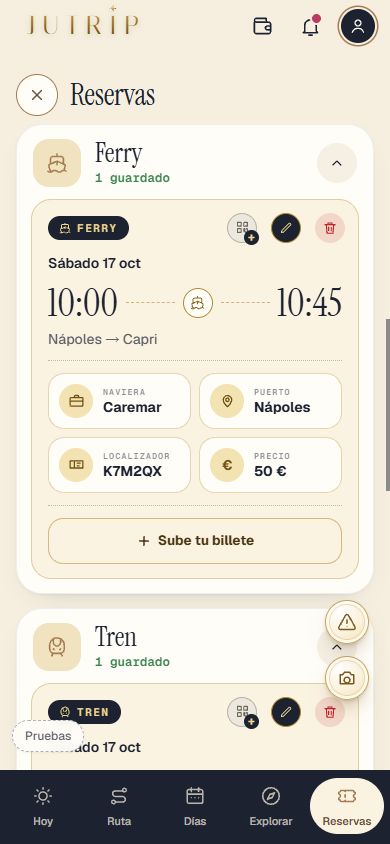 JUTRIP
Reservas
Ferry
1 guardado
FERRY
Sábado 17 oct
10:00
10:45
Nápoles → Capri
NAVIERA
Caremar
PUERTO
Nápoles
LOCALIZADOR
K7M2QX
PRECIO
€
50 €
+ Sube tu billete
Tren
1 guardado
TREN
ado 17 oct
Pruebas
Hoy
Ruta
Días
Explorar
Reservas